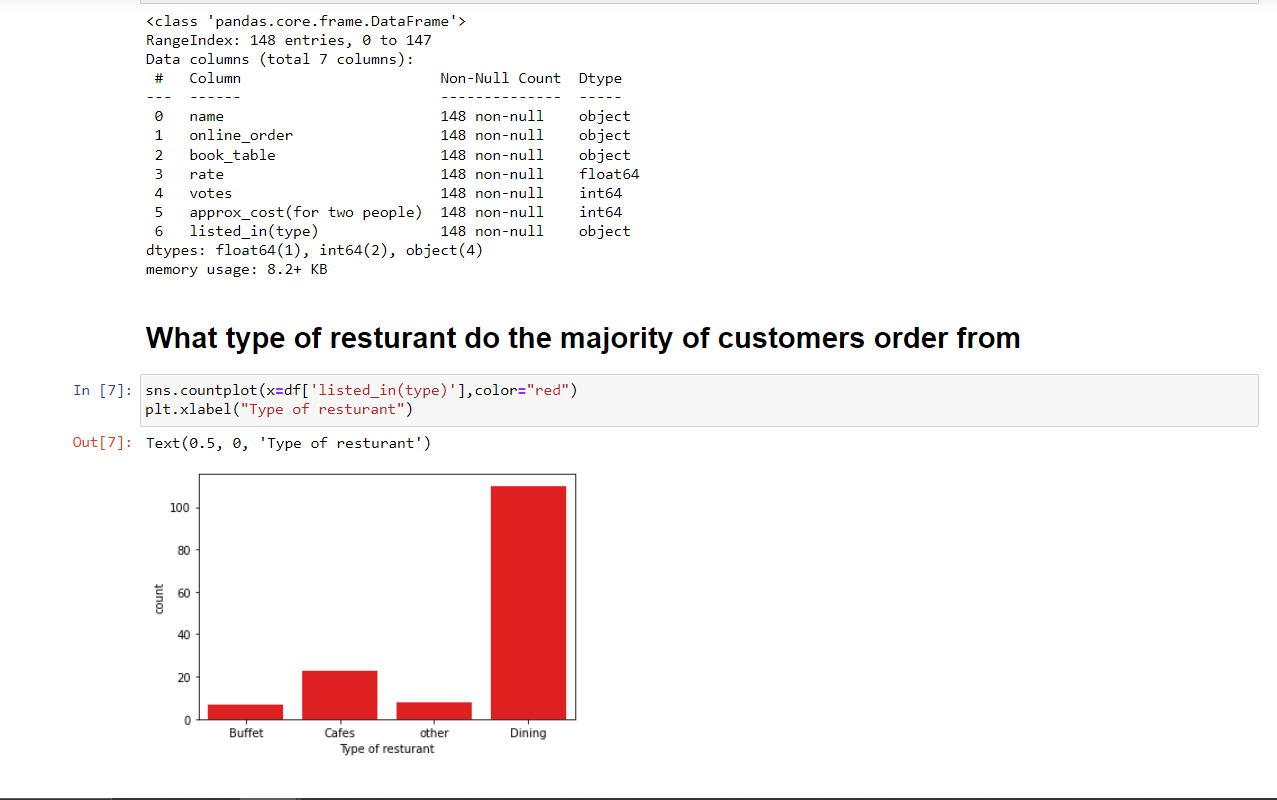 <class 'pandas.core.frame.DataFrame'>
RangeIndex: 148 entries, 0 to 147
Data columns (total 7 columns):
 #   Column                       Non-Null Count  Dtype
---  ------                       --------------  -----
 0   name                         148 non-null    object
 1   online_order                 148 non-null    object
 2   book_table                   148 non-null    object
 3   rate                         148 non-null    float64
 4   votes                        148 non-null    int64
 5   approx_cost(for two people)  148 non-null    int64
 6   listed_in(type)              148 non-null    object
dtypes: float64(1), int64(2), object(4)
memory usage: 8.2+ KB
What type of resturant do the majority of customers order from
In [7]: sns.countplot(x=df['listed_in(type)'],color="red")
plt.xlabel("Type of resturant")
Out[7]: Text(0.5, 0, 'Type of resturant')
100
80
60
40
20
0
count
Buffet Cafes other Dining
Type of resturant